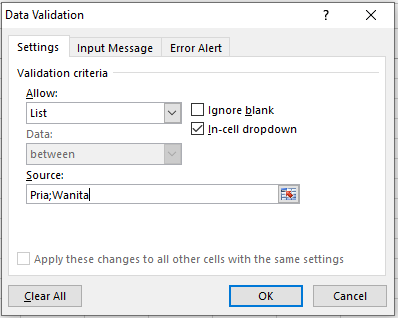 Data Validation ? ×
Settings Input Message Error Alert
Validation criteria
Allow:
List Ignore blank
Data: In-cell dropdown
between
Source:
Pria;Wanita
Apply these changes to all other cells with the same settings
Clear All OK Cancel